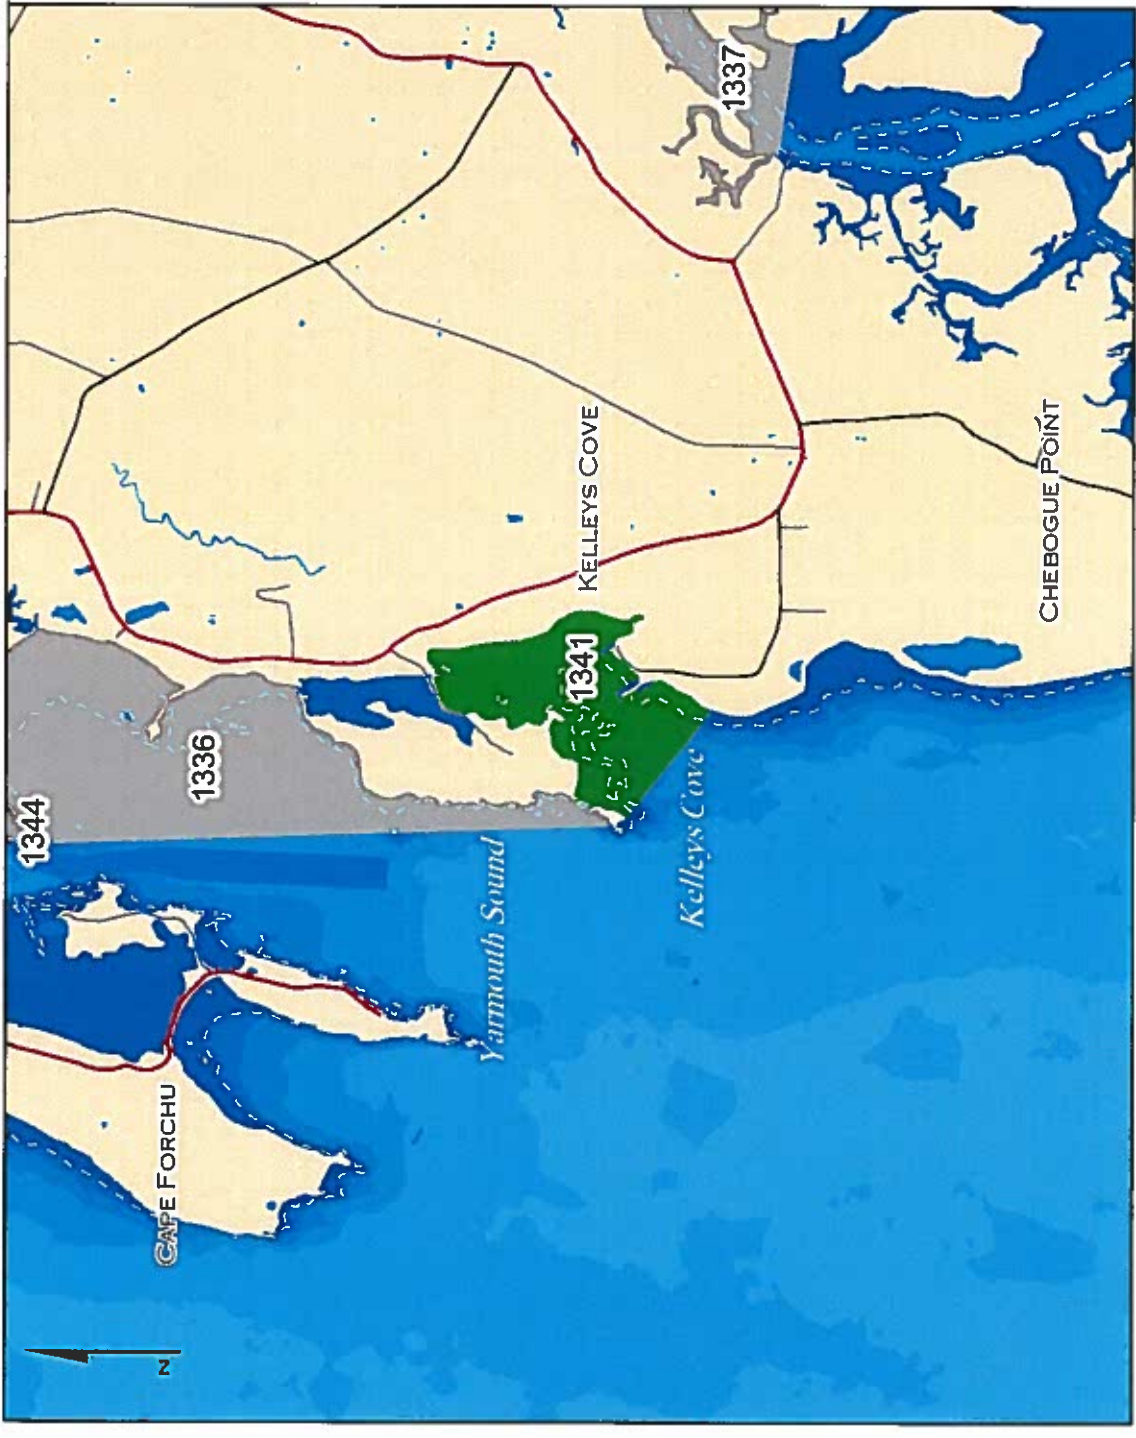 1337
KELLEYS COVE
CHEBOGUE POINT
1341
1336
1344
Kelleys Cove
Yarmouth Sound
CAPE FORCHU
N